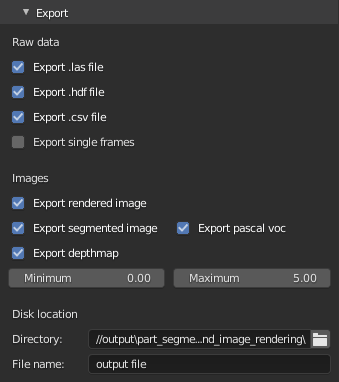 Export
Raw data
Export .las file
Export .hdf file
Export .csv file
Export single frames
Images
Export rendered image
Export segmented image Export pascal voc
Export depthmap
Minimum 0.00 Maximum 5.00
Disk location
Directory: //output\part_segme...nd_image_rendering\
File name: output file